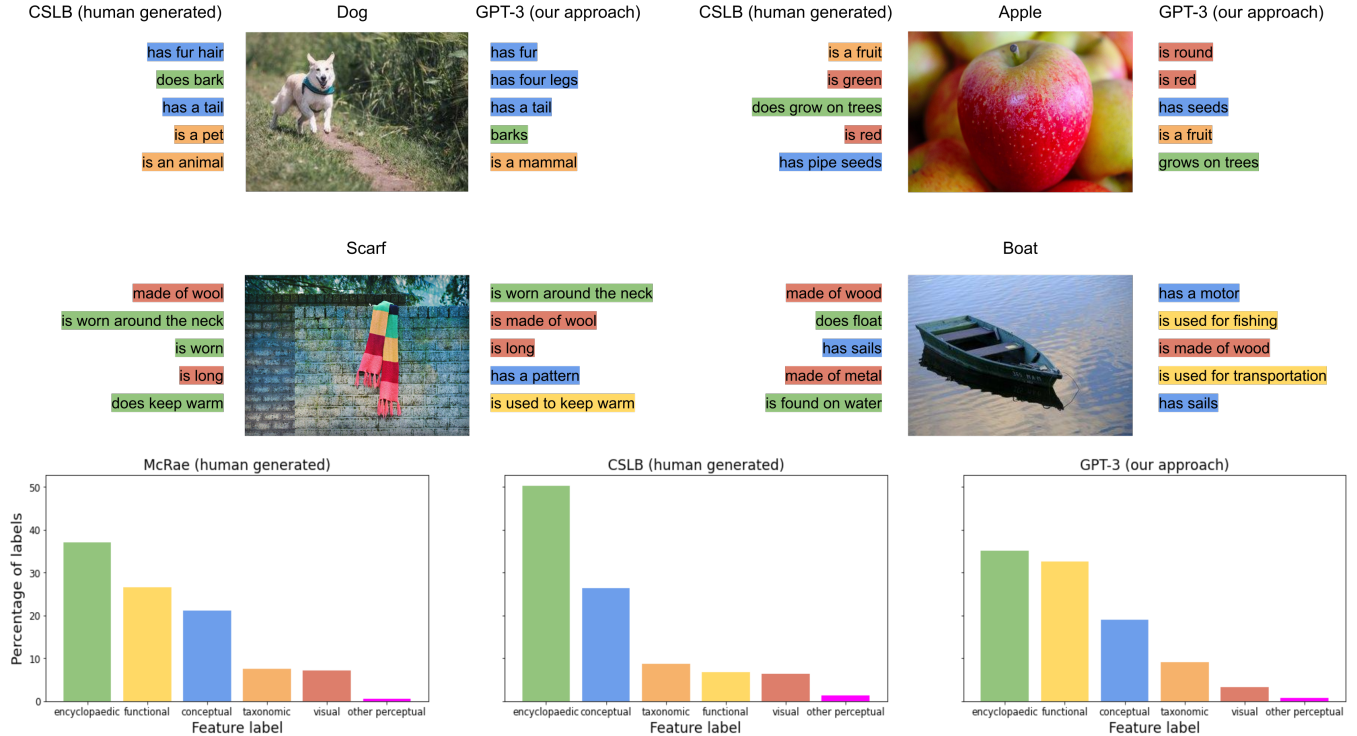 CSLB (human generated)
Dog
GPT-3 (our approach)
has fur hair
does bark
has a tail
is a pet
is an animal
has fur
has four legs
has a tail
barks
is a mammal
CSLB (human generated)
Apple
GPT-3 (our approach)
is a fruit
is green
does grow on trees
is red
has pipe seeds
is round
is red
has seeds
is a fruit
grows on trees
Scarf
made of wool
is worn around the neck
is worn
is long
does keep warm
is worn around the neck
is made of wool
is long
has a pattern
is used to keep warm
Boat
made of wood
does float
has sails
made of metal
is found on water
has a motor
is used for fishing
is made of wood
is used for transportation
has sails
McRae (human generated)
Percentage of labels
50
40
30
20
10
0
encyclopaedic functional conceptual taxonomic visual other perceptual
Feature label
CSLB (human generated)
encyclopaedic conceptual taxonomic functional visual other perceptual
Feature label
GPT-3 (our approach)
encyclopaedic functional conceptual taxonomic visual other perceptual
Feature label